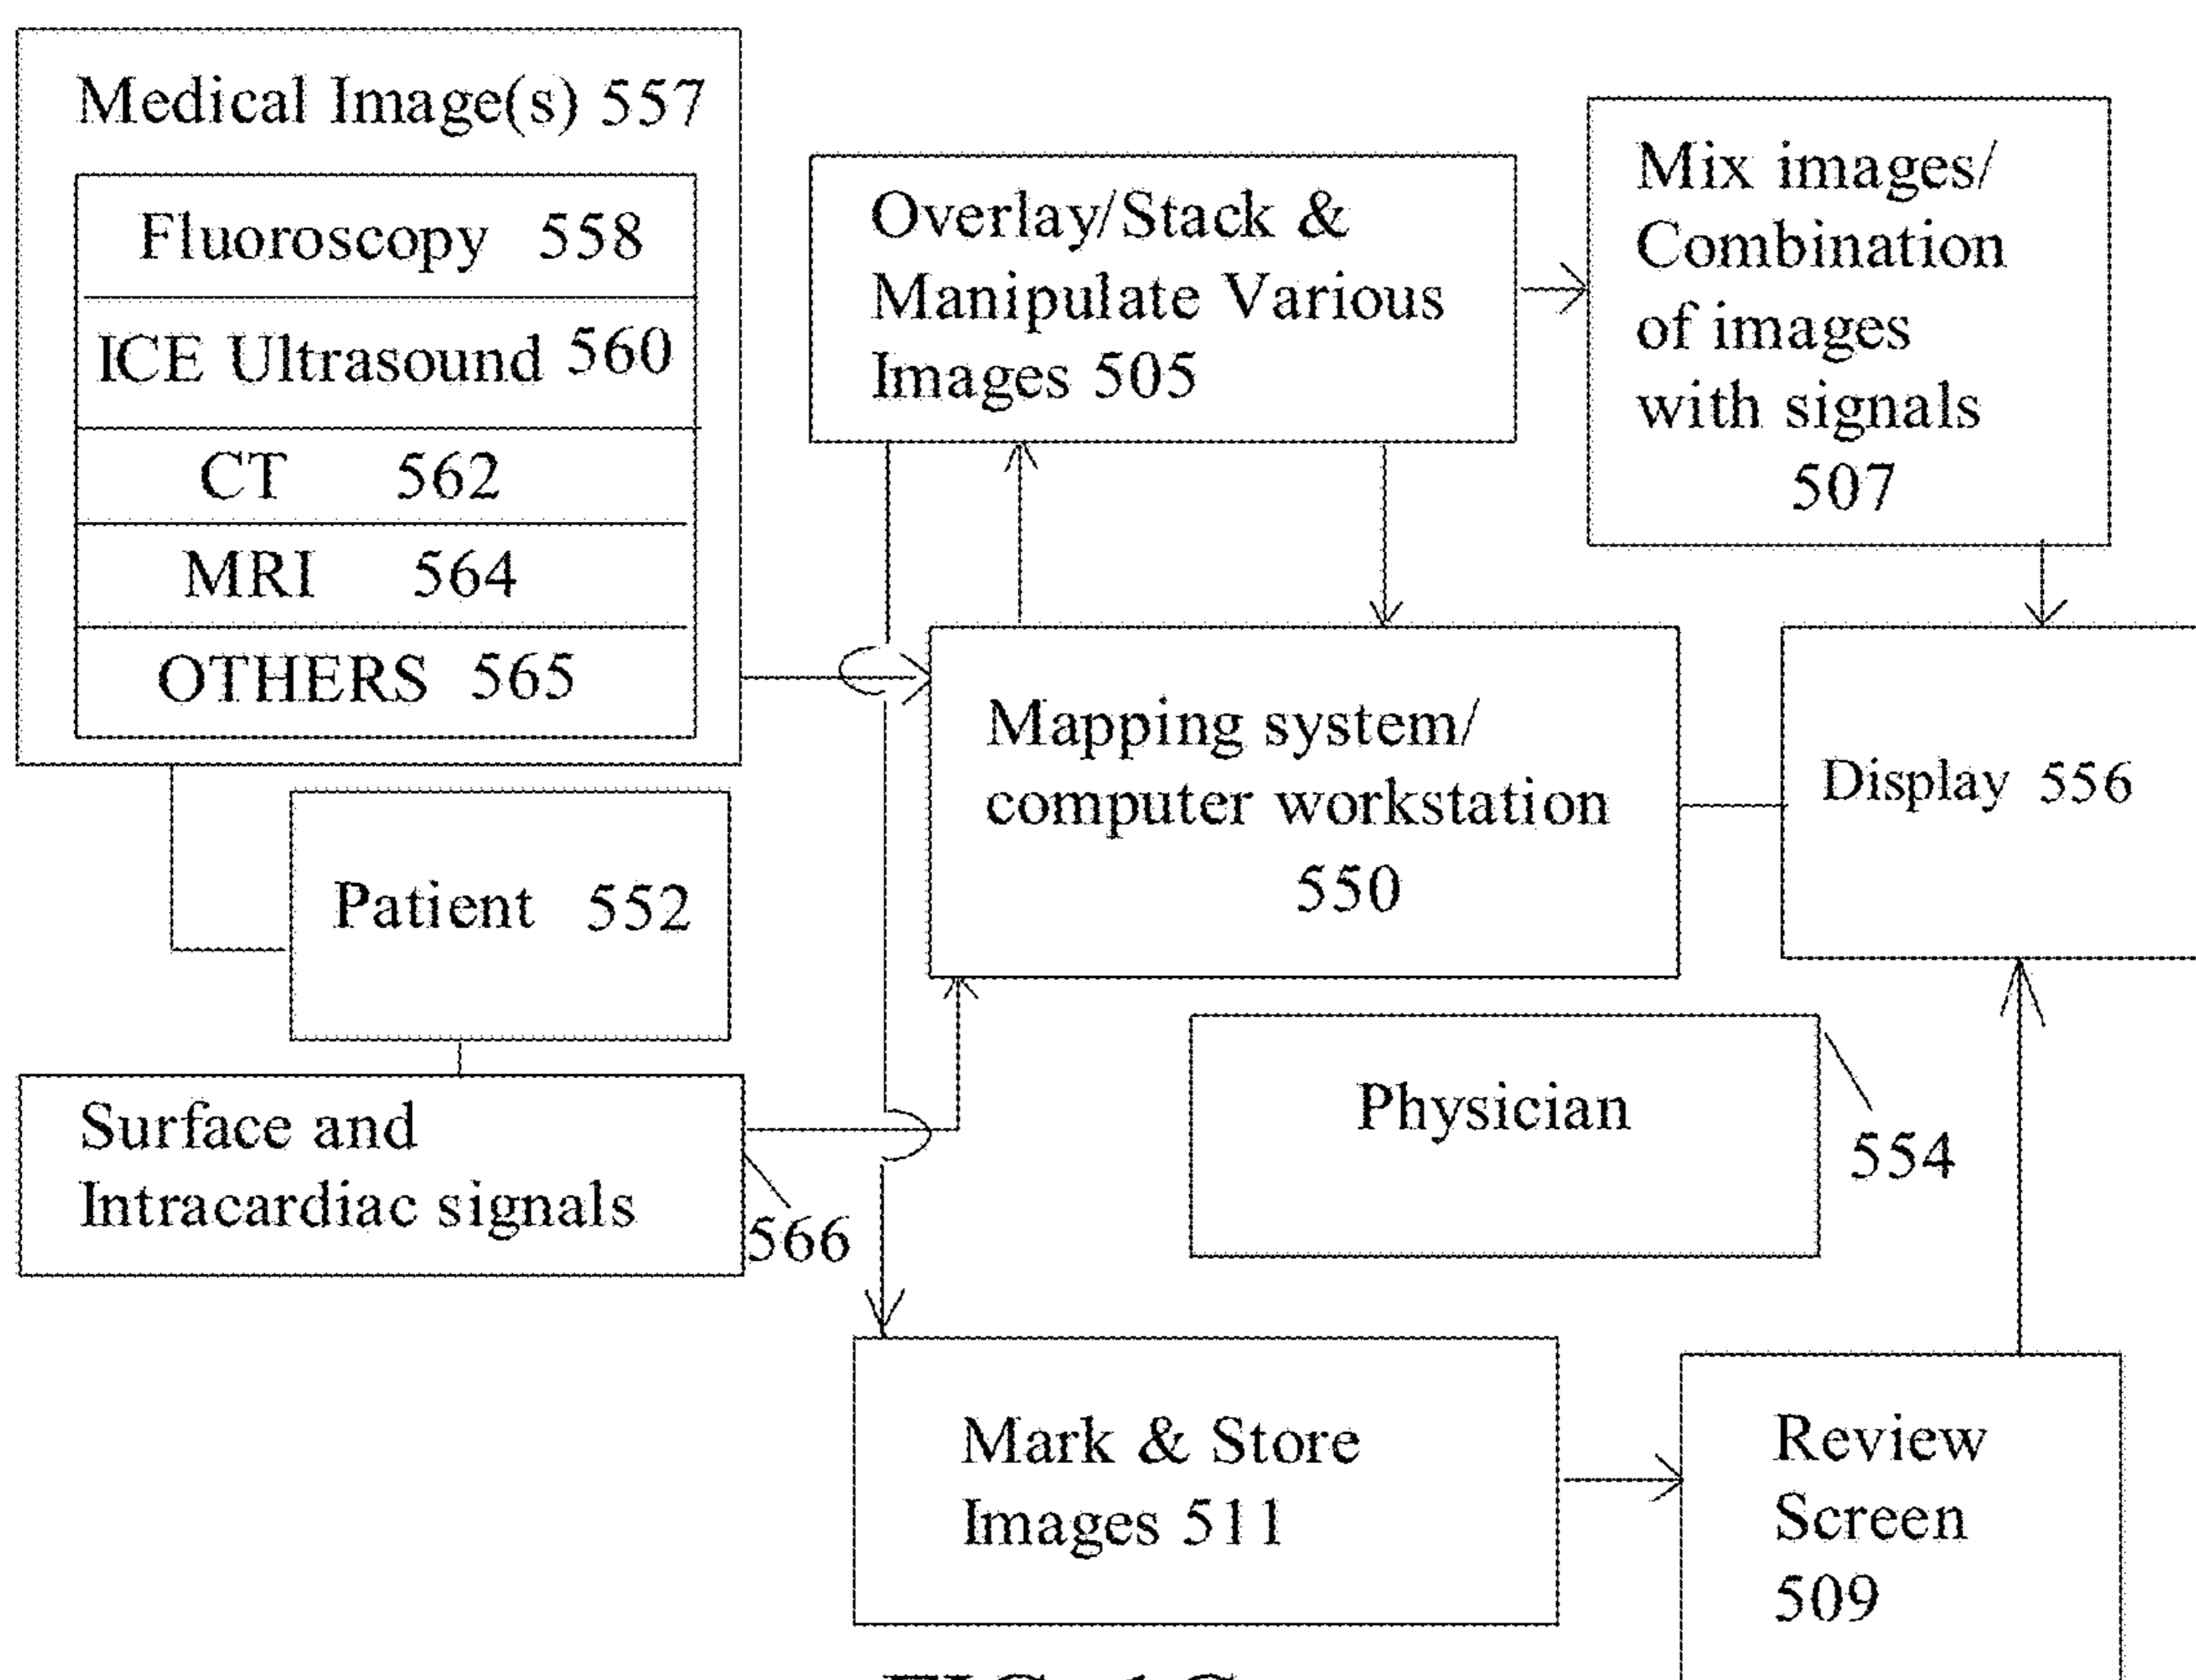 Medical Image(s) 557
Fluoroscopy 558
ICE Ultrasound 560
CT 562
MRI 564
OTHERS 565
Overlay/Stack &
Manipulate Various
Images 505
Mix images/
Combination
of images
with signals
507
Mapping system/
computer workstation
550
Display 556
Patient 552
Surface and
Intracardiac signals
566
Physician
554
Mark & Store
Images 511
Review
Screen
509